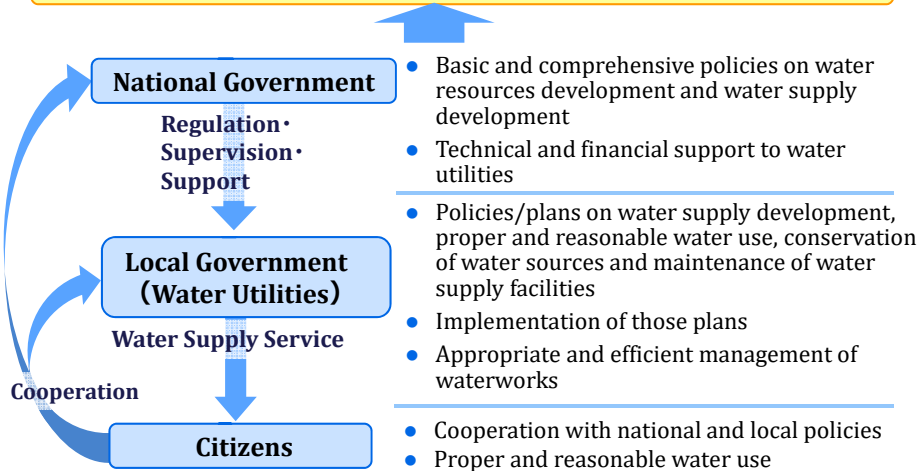 National Government
Regulation・
Supervision・
Support
● Basic and comprehensive policies on water
resources development and water supply
development
● Technical and financial support to water
utilities
Local Government
（Water Utilities）
Water Supply Service
● Policies/plans on water supply development,
proper and reasonable water use, conservation
of water sources and maintenance of water
supply facilities
● Implementation of those plans
● Appropriate and efficient management of
waterworks
Cooperation
Citizens
● Cooperation with national and local policies
● Proper and reasonable water use